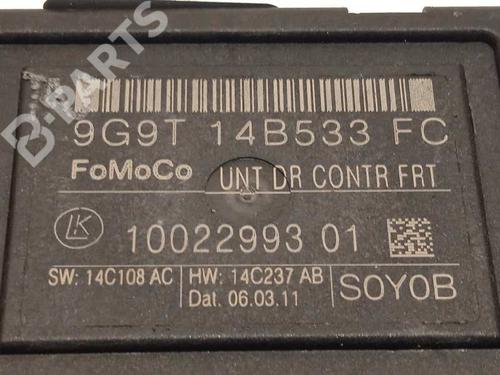 B-PARTS
9G9T 14B533 FC
FoMoCo UNT DR CONTR FRT
LK 10022993 01
SW: 14C108 AC HW: 14C237 AB
Dat. 06.03.11 SOYOB